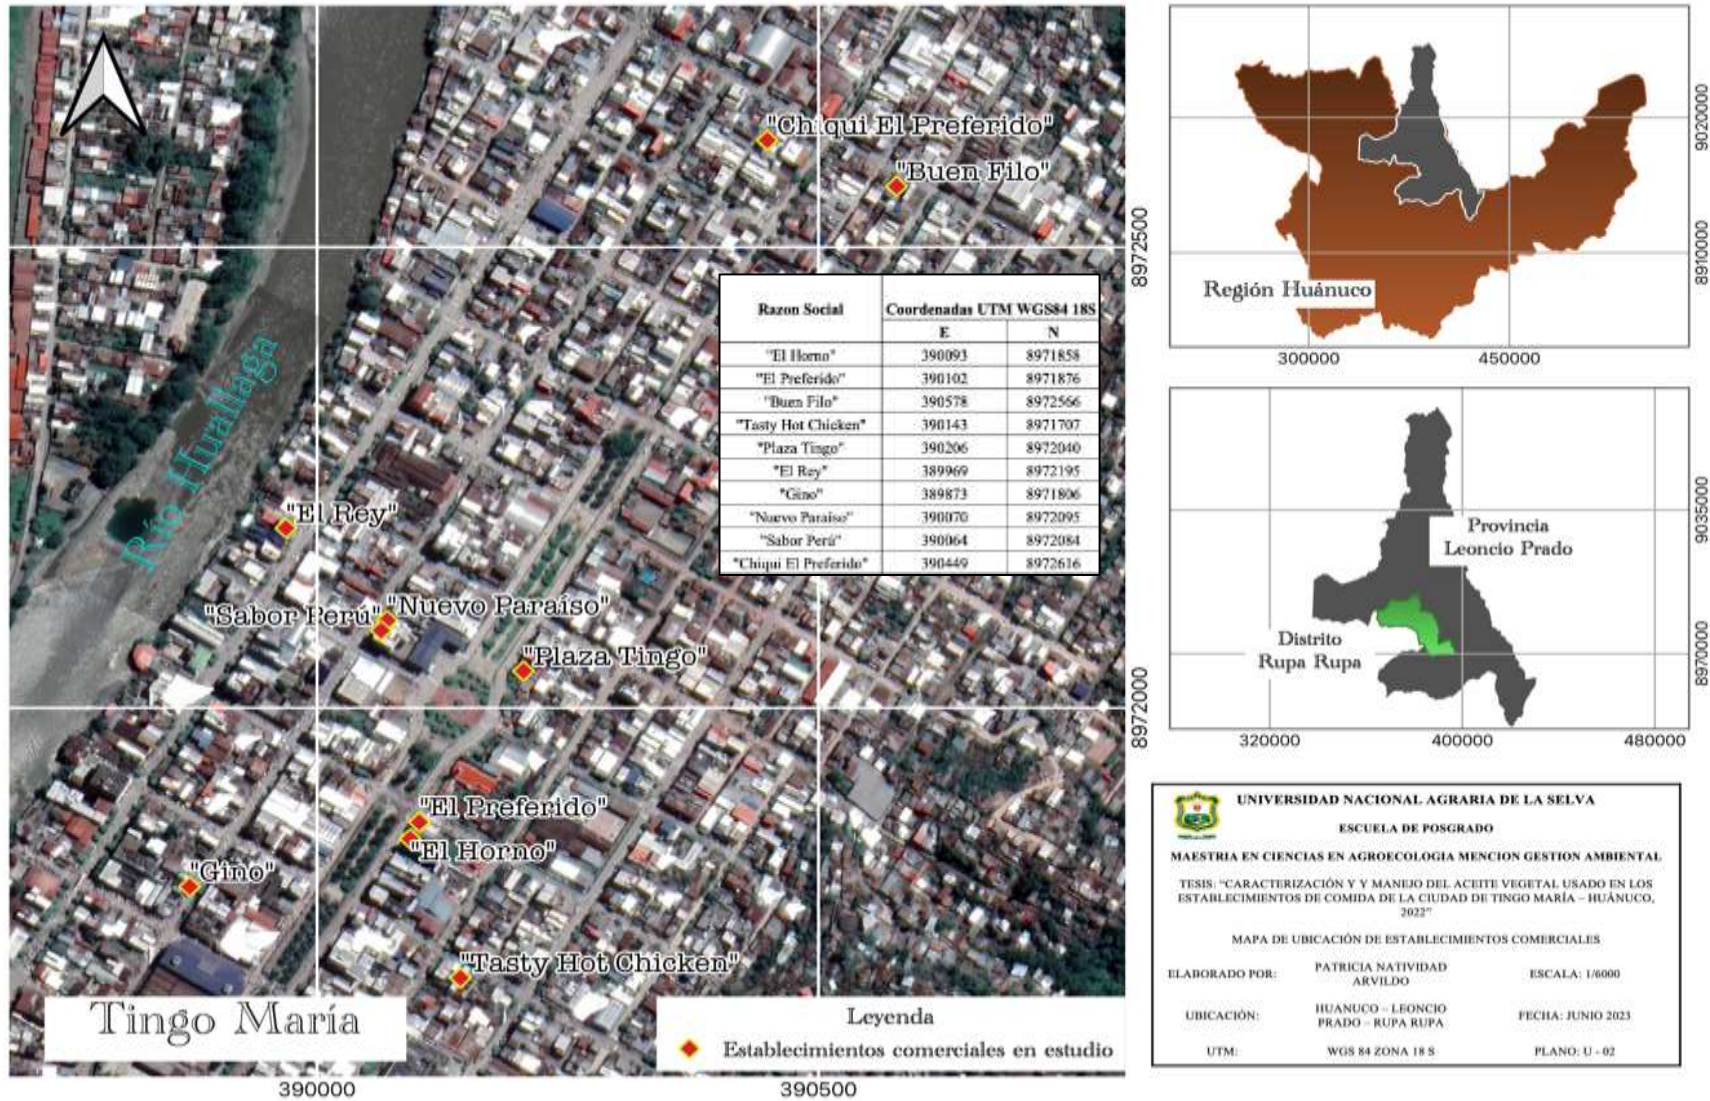 "Chiqui El Preferido"
"Buen Filo"
8972500
Razon Social
Coordenadas UTM WGS84 18S
E N
"El Horno" 390093 8971858
"El Preferido" 390102 8971876
"Buen Filo" 390578 8972566
"Tasty Hot Chicken" 390143 8971707
"Plaza Tingo" 390206 8972040
"El Rey" 389969 8972195
"Gino" 389873 8971806
"Nuevo Paraíso" 390070 8972095
"Sabor Perú" 390064 8972084
"Chiqui El Preferido" 390449 8972616
Río Huallaga
"El Rey"
"Nuevo Paraíso"
"Sabor Perú"
"Plaza Tingo"
8972000
"El Preferido"
"El Horno"
"Gino"
"Tasty Hot Chicken"
Tingo María
Leyenda
Establecimientos comerciales en estudio
390000 390500
9020000
8910000
Región Huánuco
300000 450000
9035000
Provincia
Leoncio Prado
Distrito
Rupa Rupa
8970000
320000 400000 480000
UNIVERSIDAD NACIONAL AGRARIA DE LA SELVA
ESCUELA DE POSGRADO
MAESTRIA EN CIENCIAS EN AGROECOLOGIA MENCION GESTION AMBIENTAL
TESIS: "CARACTERIZACIÓN Y Y MANEJO DEL ACEITE VEGETAL USADO EN LOS
ESTABLECIMIENTOS DE COMIDA DE LA CIUDAD DE TINGO MARÍA – HUÁNUCO,
2022"
MAPA DE UBICACIÓN DE ESTABLECIMIENTOS COMERCIALES
ELABORADO POR: PATRICIA NATIVIDAD ARVILDO ESCALA: 1/6000
UBICACIÓN: HUANUCO – LEONCIO PRADO – RUPA RUPA FECHA: JUNIO 2023
UTM: WGS 84 ZONA 18 S PLANO: U - 02